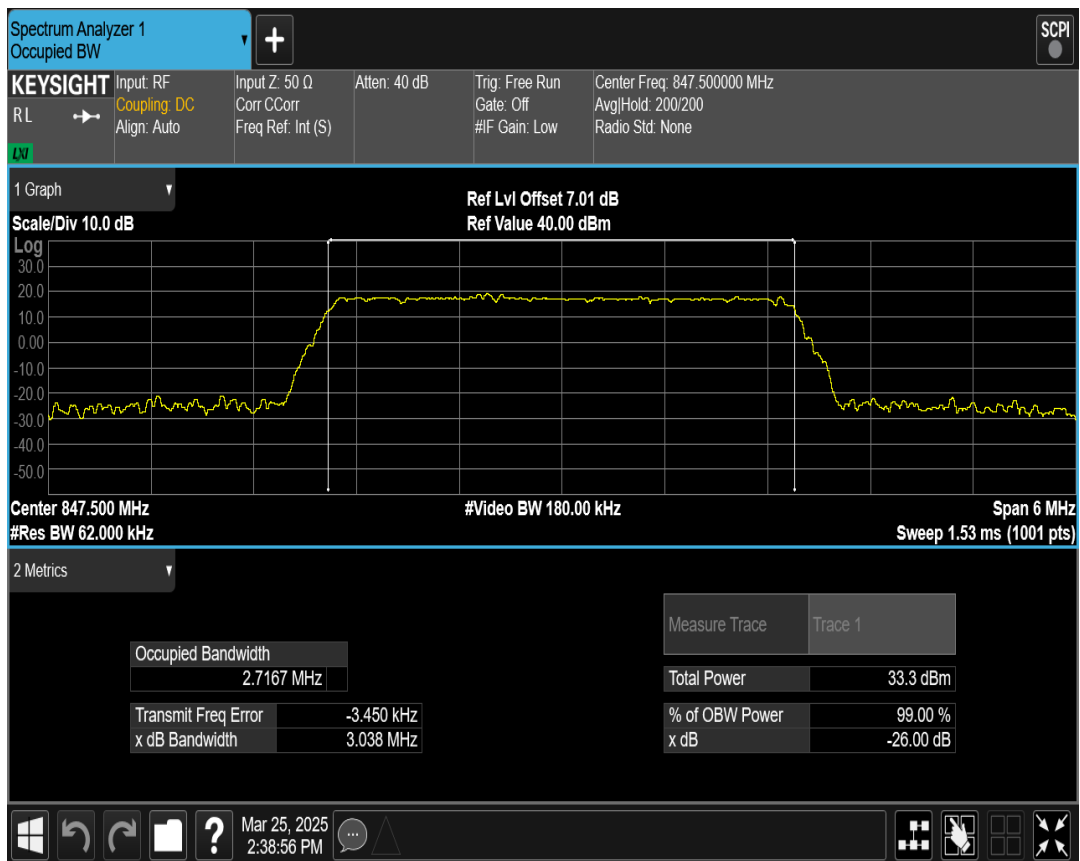 Spectrum Analyzer 1
Occupied BW
+
SCPI
KEYSIGHT
RL
LXI
Input: RF
Coupling: DC
Align: Auto
Input Z: 50 Ω
Corr CCorr
Freq Ref: Int (S)
Atten: 40 dB
Trig: Free Run
Gate: Off
#IF Gain: Low
Center Freq: 847.500000 MHz
Avg|Hold: 200/200
Radio Std: None
1 Graph
Ref Lvl Offset 7.01 dB
Scale/Div 10.0 dB
Ref Value 40.00 dBm
Log
30.0
20.0
10.0
0.00
-10.0
-20.0
-30.0
-40.0
-50.0
Center 847.500 MHz
#Video BW 180.00 kHz
Span 6 MHz
#Res BW 62.000 kHz
Sweep 1.53 ms (1001 pts)
2 Metrics
Measure Trace
Trace 1
Occupied Bandwidth
2.7167 MHz
Total Power
33.3 dBm
Transmit Freq Error
-3.450 kHz
% of OBW Power
99.00 %
x dB Bandwidth
3.038 MHz
x dB
-26.00 dB
?
Mar 25, 2025
2:38:56 PM